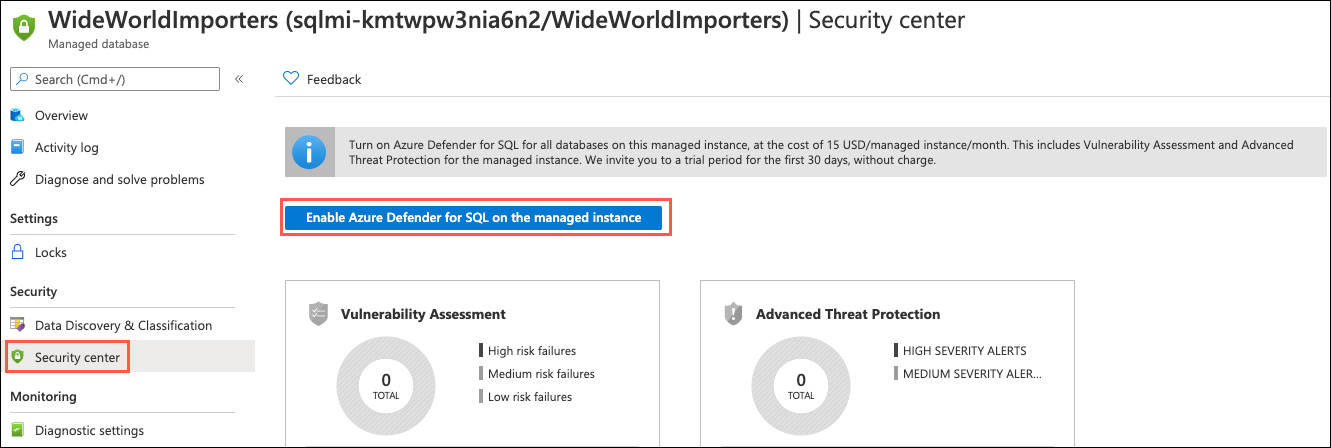 WideWorldImporters (sqlmi-kmtwpw3nia6n2/WideWorldImporters) | Security center
Managed database
Search (Cmd+/)
«
Overview
Activity log
Diagnose and solve problems
Settings
Locks
Security
Data Discovery & Classification
Security center
Monitoring
Diagnostic settings
Feedback
Turn on Azure Defender for SQL for all databases on this managed instance, at the cost of 15 USD/managed instance/month. This includes Vulnerability Assessment and Advanced
Threat Protection for the managed instance. We invite you to a trial period for the first 30 days, without charge.
Enable Azure Defender for SQL on the managed instance
Vulnerability Assessment
0
TOTAL
High risk failures
Medium risk failures
Low risk failures
Advanced Threat Protection
0
TOTAL
HIGH SEVERITY ALERTS
MEDIUM SEVERITY ALER...